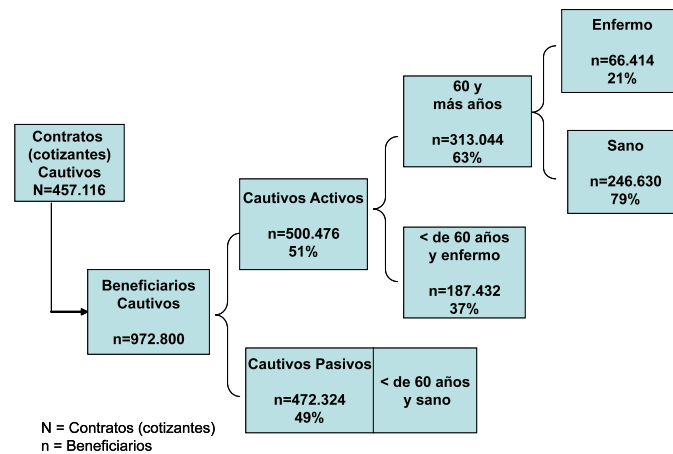 Contratos
(cotizantes)
Cautivos
N=457.116
Beneficiarios
Cautivos
n=972.800
Cautivos Activos
n=500.476
51%
Cautivos Pasivos
n=472.324
49%
< de 60 años
y sano
60 y
más años
n=313.044
63%
< de 60 años
y enfermo
n=187.432
37%
Enfermo
n=66.414
21%
Sano
n=246.630
79%
N = Contratos (cotizantes)
n = Beneficiarios